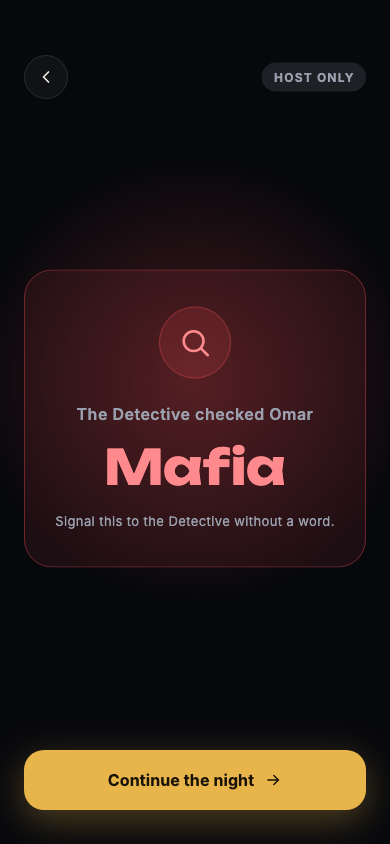 HOST ONLY
The Detective checked Omar
Mafia
Signal this to the Detective without a word.
Continue the night